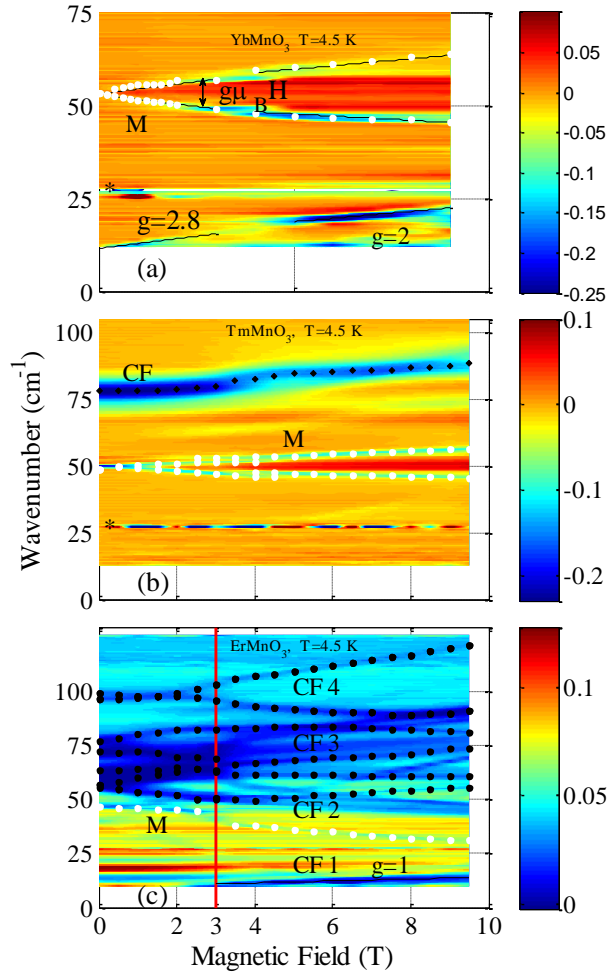 75
YbMnO3 T=4.5 K
0.05
0
50
gμBH
-0.05
M
-0.1
*
25
-0.15
g=2.8
g=2
-0.2
(a)
0
-0.25
100
TmMnO3, T=4.5 K
0.1
CF
75
0
M
50
-0.1
*
25
(b)
-0.2
0
Wavenumber (cm-1)
ErMnO3, T=4.5 K
0.1
100
CF 4
75
CF 3
0.05
50
CF 2
M
25
CF 1
g=1
(c)
0
0
0 2 3 4 6 8 10
Magnetic Field (T)